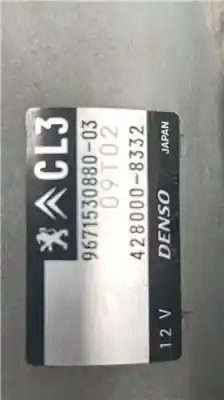 CL3
9671530880-03
09T02
428000-8332
12 V DENSO JAPAN